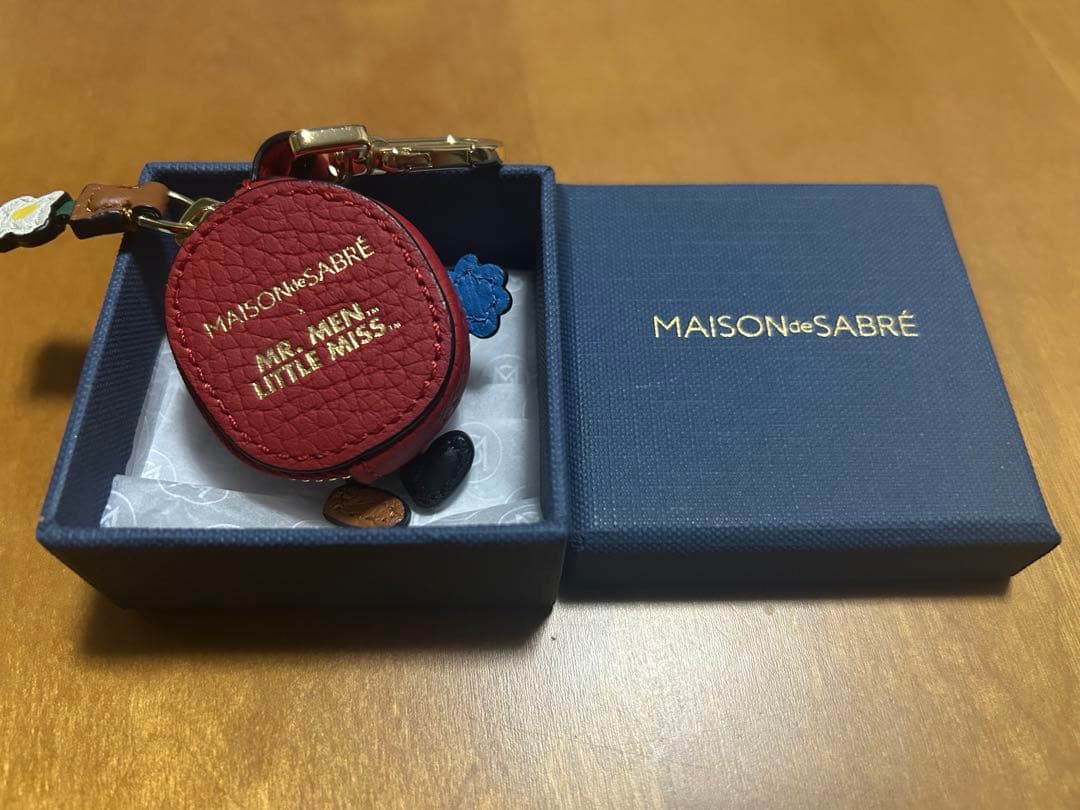 MAISONdeSABRÉ
x
MR. MEN™
LITTLE MISS™
MAISONdeSABRÉ